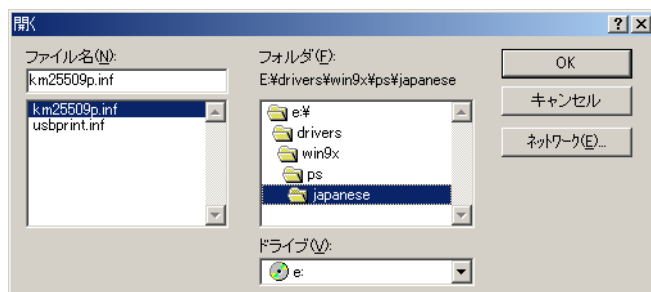 開く
ファイル名(N):
km25509p.inf
km25509p.inf
usbprint.inf
フォルダ(F):
E:¥drivers¥win9x¥ps¥japanese
e:¥
drivers
win9x
ps
japanese
ドライブ(V):
e:
OK
キャンセル
ネットワーク(E)...